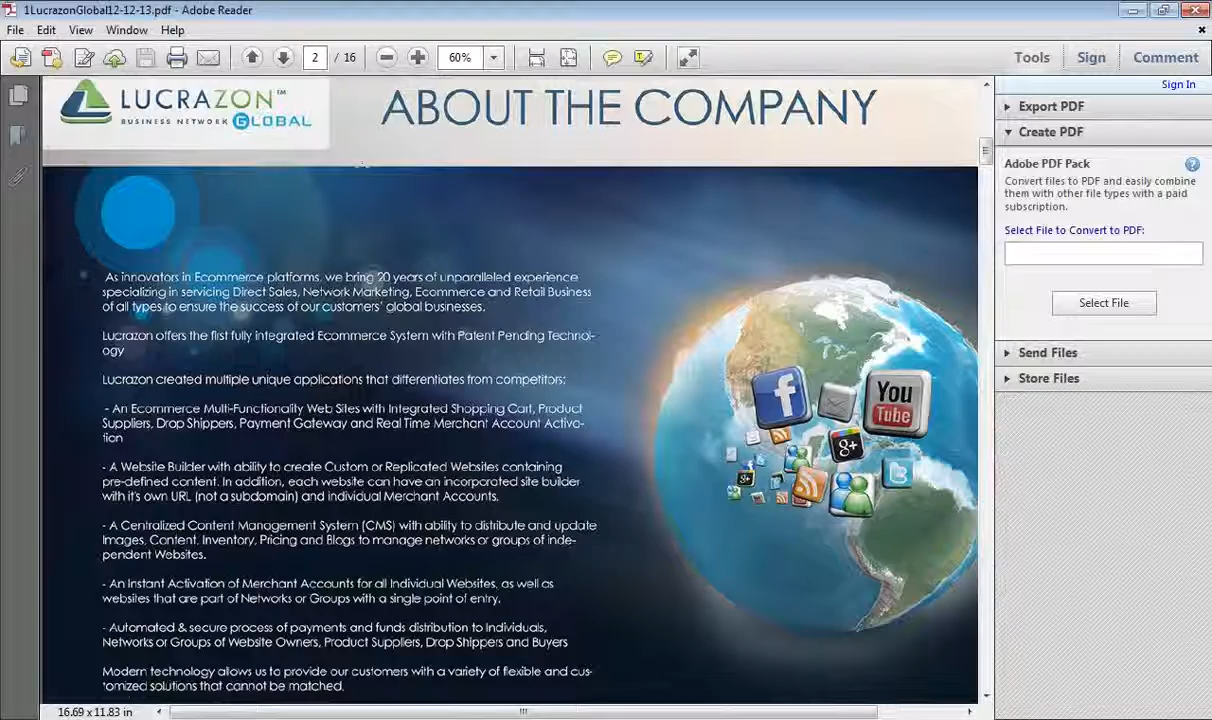 1LucrazonGlobal12-12-13.pdf - Adobe Reader
File Edit View Window Help
2 / 16 60% Tools Sign Comment
Sign In
LUCRAZON™
BUSINESS NETWORK GLOBAL
ABOUT THE COMPANY
As innovators in Ecommerce platforms, we bring 20 years of unparalleled experience
specializing in servicing Direct Sales, Network Marketing, Ecommerce and Retail Business
of all types to ensure the success of our customers' global businesses.
Lucrazon offers the first fully integrated Ecommerce System with Patent Pending Technol-
ogy
Lucrazon created multiple unique applications that differentiates from competitors:
- An Ecommerce Multi-Functionality Web Sites with Integrated Shopping Cart, Product
Suppliers, Drop Shippers, Payment Gateway and Real Time Merchant Account Activa-
tion
- A Website Builder with ability to create Custom or Replicated Websites containing
pre-defined content. In addition, each website can have an incorporated site builder
with it's own URL (not a subdomain) and individual Merchant Accounts.
- A Centralized Content Management System (CMS) with ability to distribute and update
Images, Content, Inventory, Pricing and Blogs to manage networks or groups of inde-
pendent Websites.
- An Instant Activation of Merchant Accounts for all Individual Websites, as well as
websites that are part of Networks or Groups with a single point of entry.
- Automated & secure process of payments and funds distribution to Individuals,
Networks or Groups of Website Owners, Product Suppliers, Drop Shippers and Buyers
Modern technology allows us to provide our customers with a variety of flexible and cus-
tomized solutions that cannot be matched.
f
You
Tube
g+
g+
Export PDF
Create PDF
Adobe PDF Pack
Convert files to PDF and easily combine
them with other file types with a paid
subscription.
Select File to Convert to PDF:
Select File
Send Files
Store Files
16.69 x 11.83 in